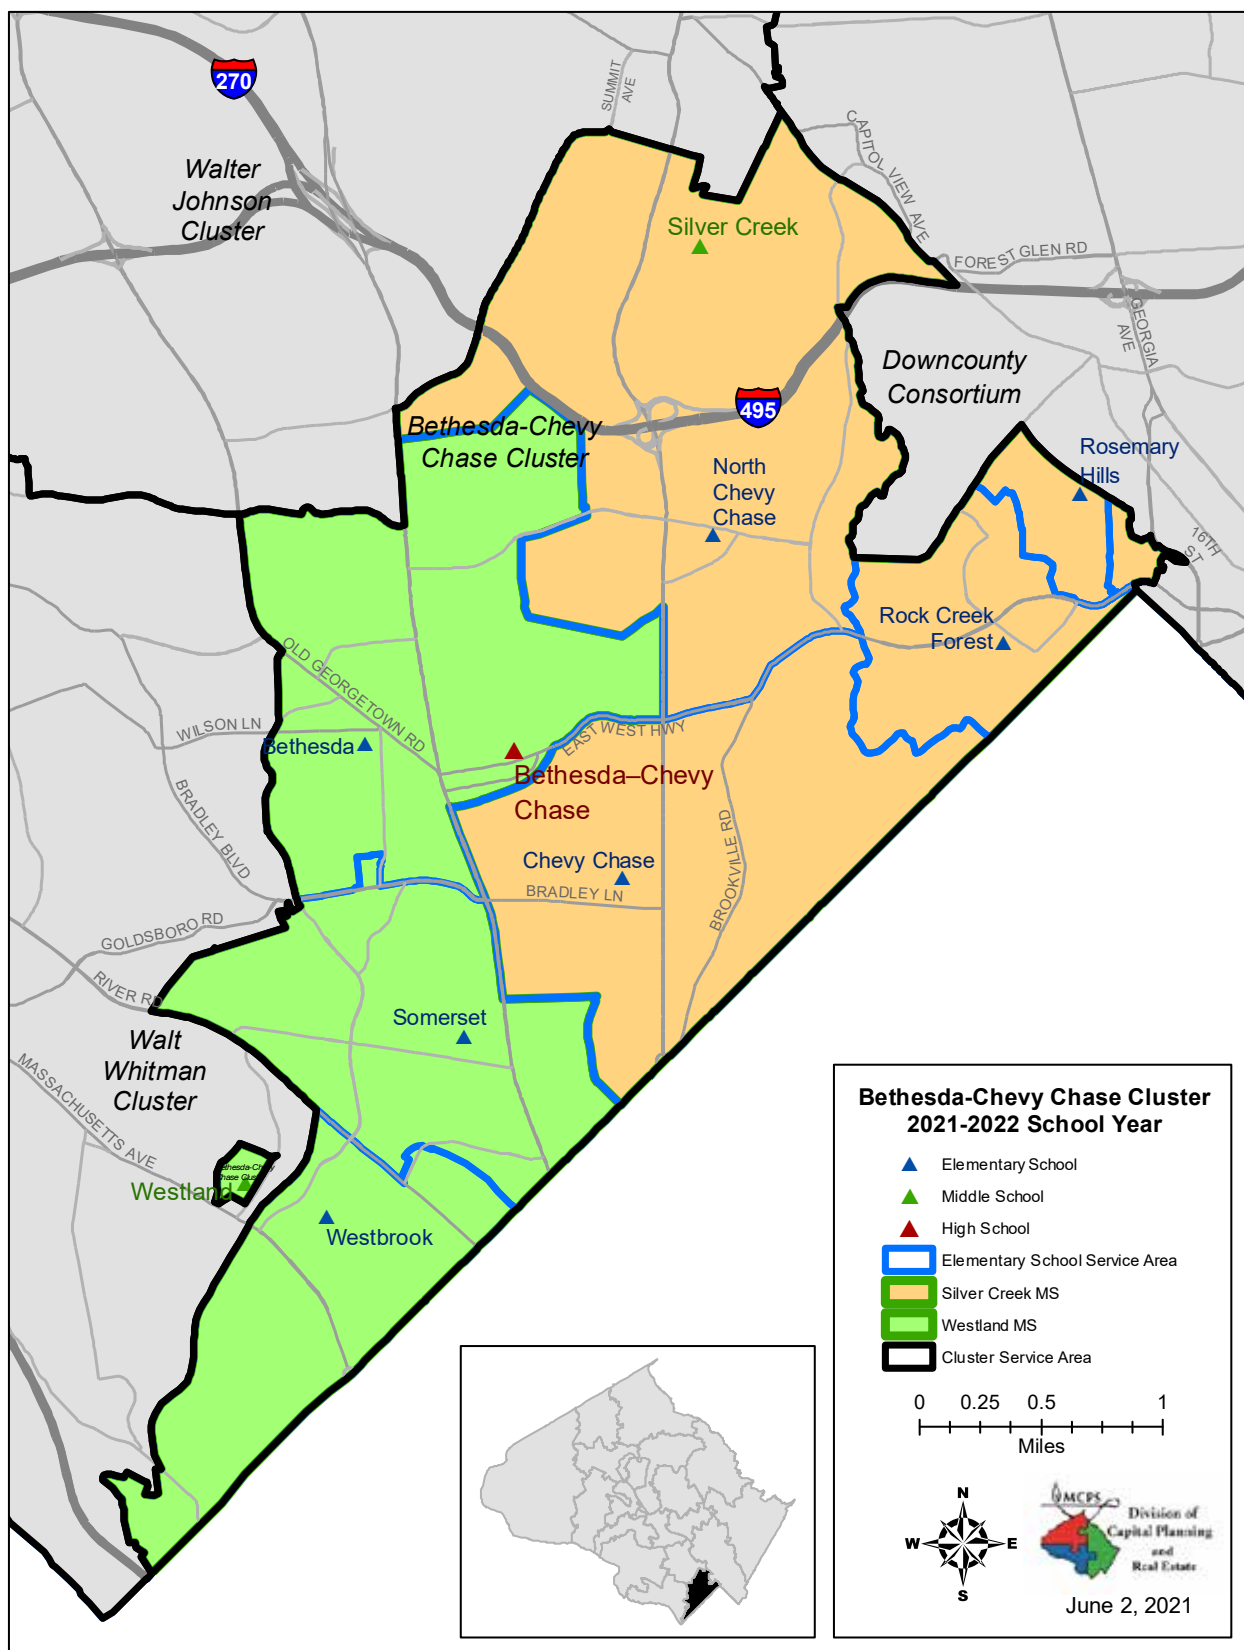 270
SUMMIT
AVE
CAPITOL VIEW AVE
Walter
Johnson
Cluster
Silver Creek
FOREST GLEN RD
GEORGIA
AVE
Downcounty
Consortium
495
Bethesda-Chevy
Chase Cluster
Rosemary
Hills
North
Chevy
Chase
16TH
ST
Rock Creek
Forest
OLD GEORGETOWN RD
WILSON LN
Bethesda
EAST WEST HWY
Bethesda–Chevy
Chase
BRADLEY BLVD
BROOKVILLE RD
Chevy Chase
BRADLEY LN
GOLDSBORO RD
RIVER RD
Somerset
Walt
Whitman
Cluster
MASSACHUSETTS AVE
Bethesda-Chevy
Chase Cluster
Westland
Westbrook
Bethesda-Chevy Chase Cluster
2021-2022 School Year
Elementary School
Middle School
High School
Elementary School Service Area
Silver Creek MS
Westland MS
Cluster Service Area
0 0.25 0.5 1
Miles
N
W E
S
MCPS
Division of
Capital Planning
and
Real Estate
June 2, 2021